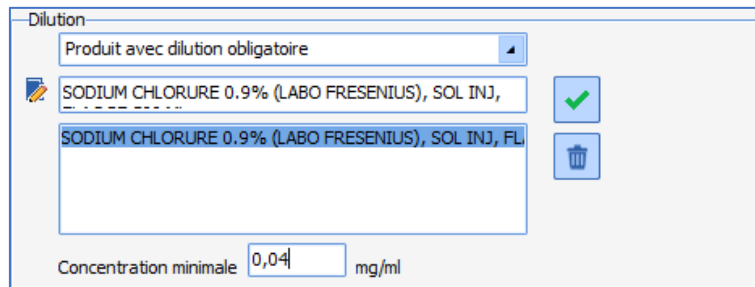 Dilution
Produit avec dilution obligatoire
SODIUM CHLORURE 0.9% (LABO FRESENIUS), SOL INJ,
SODIUM CHLORURE 0.9% (LABO FRESENIUS), SOL INJ, FL
Concentration minimale 0,04 mg/ml